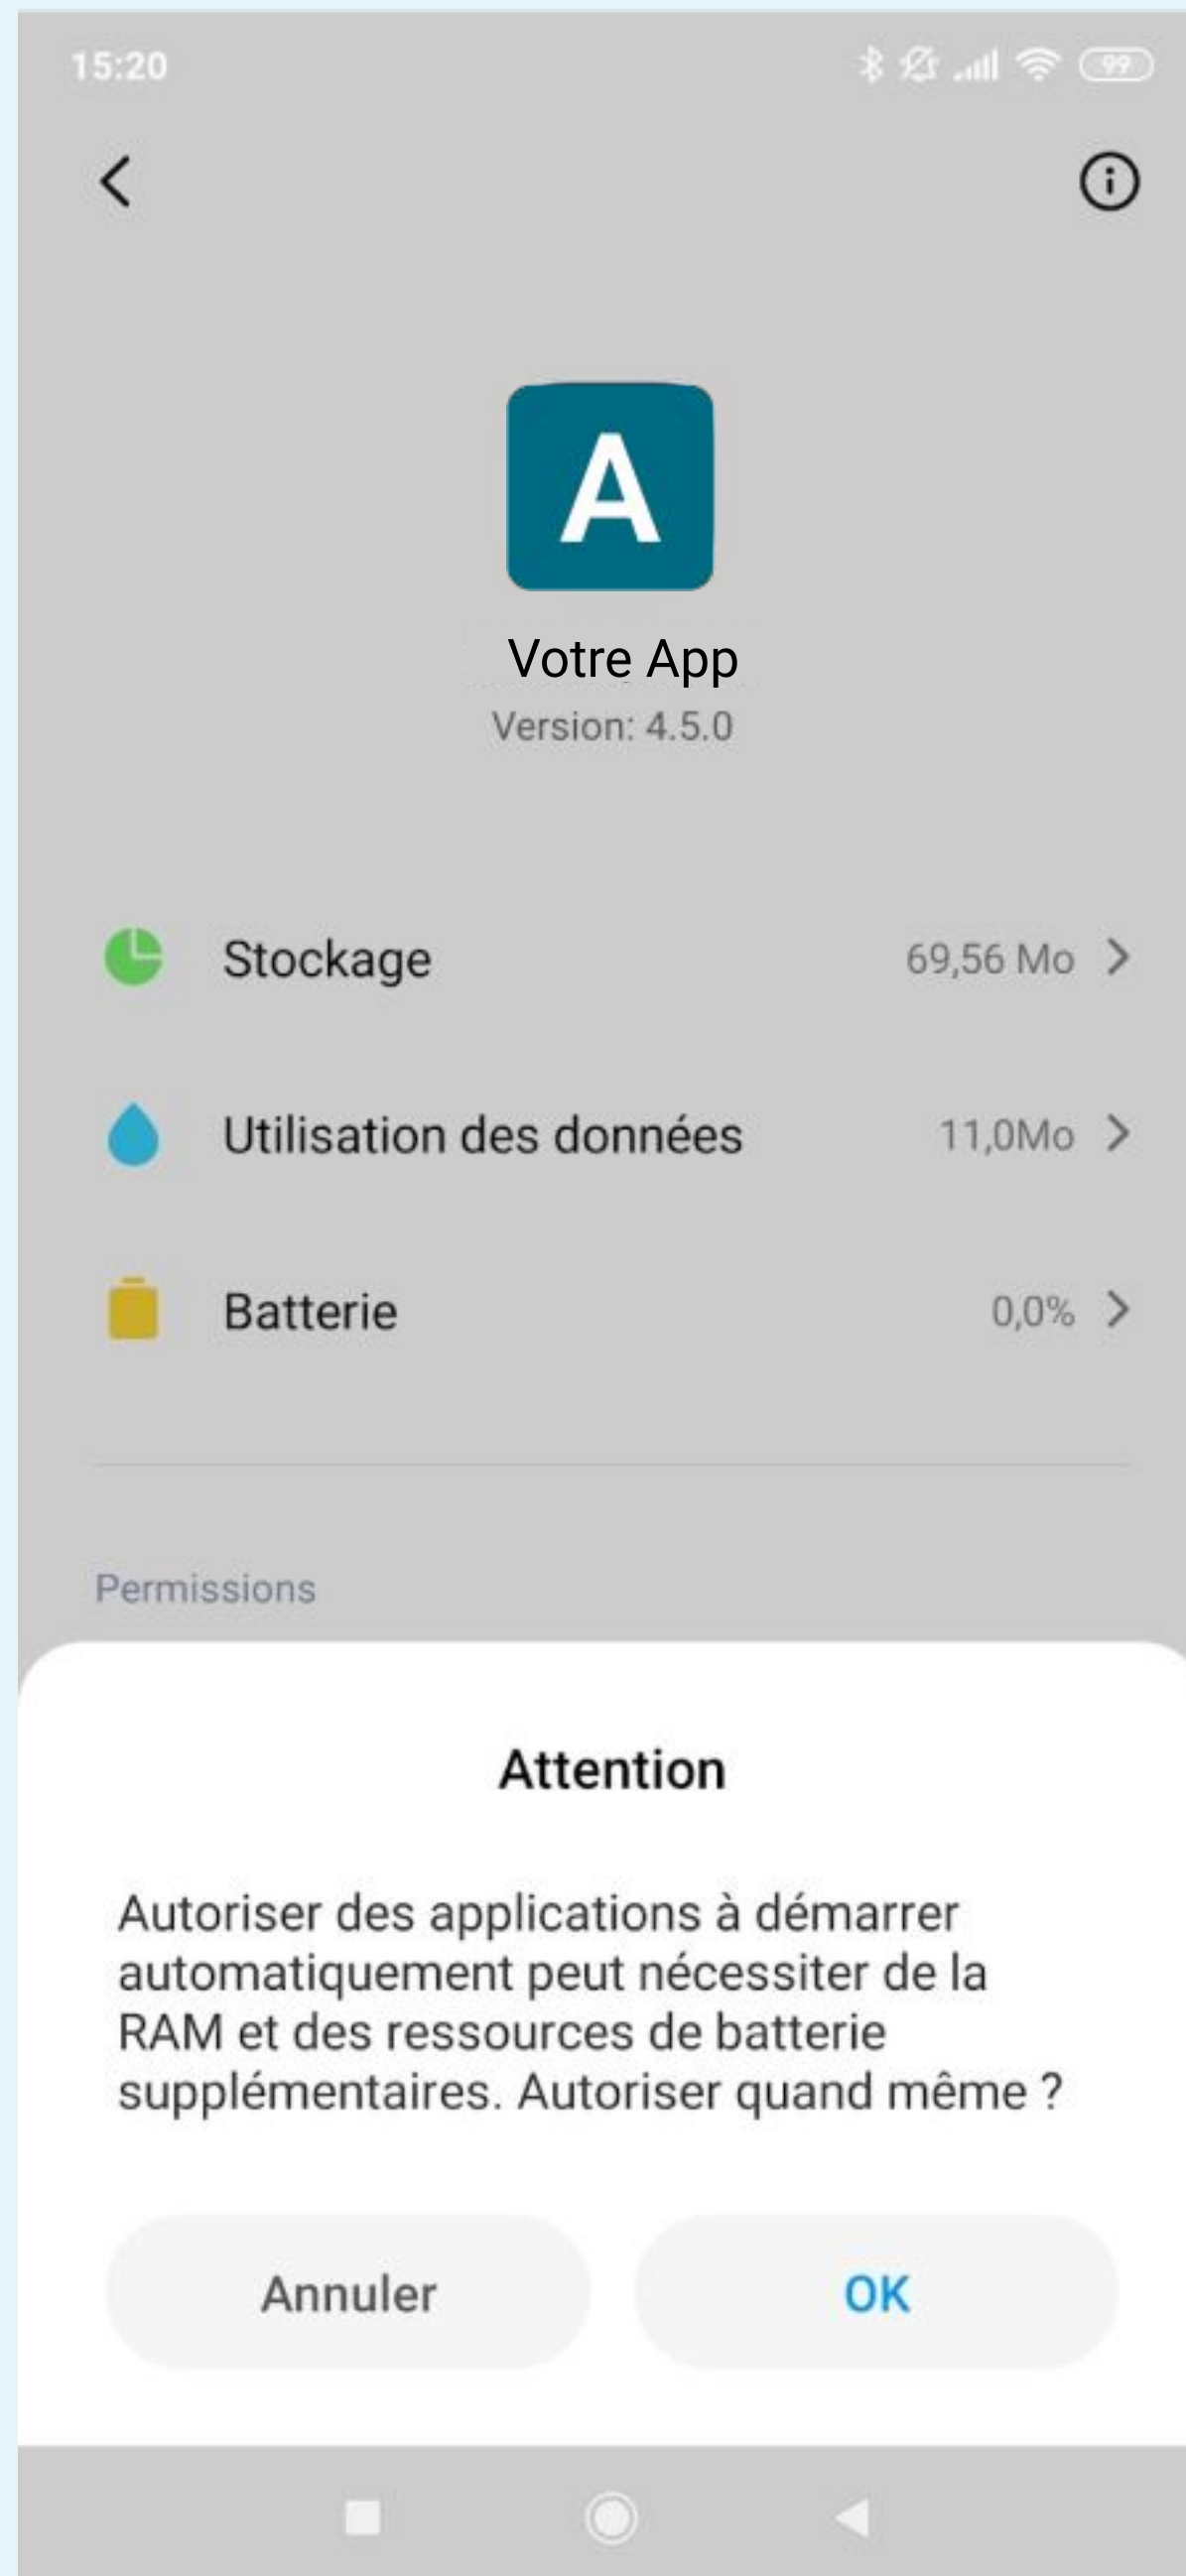 15:20
99
A
Votre App
Version: 4.5.0
Stockage 69,56 Mo
Utilisation des données 11,0Mo
Batterie 0,0%
Permissions
Attention
Autoriser des applications à démarrer
automatiquement peut nécessiter de la
RAM et des ressources de batterie
supplémentaires. Autoriser quand même ?
Annuler OK